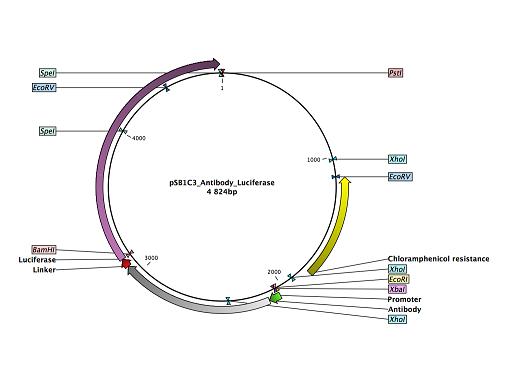 SpeI
PstI
EcoRV
1
SpeI
4000
1000
XhoI
EcoRV
pSB1C3_Antibody_Luciferase
4 824bp
BamHI
Luciferase
Linker
3000
2000
Chloramphenicol resistance
XhoI
EcoRI
XbaI
Promoter
Antibody
XhoI